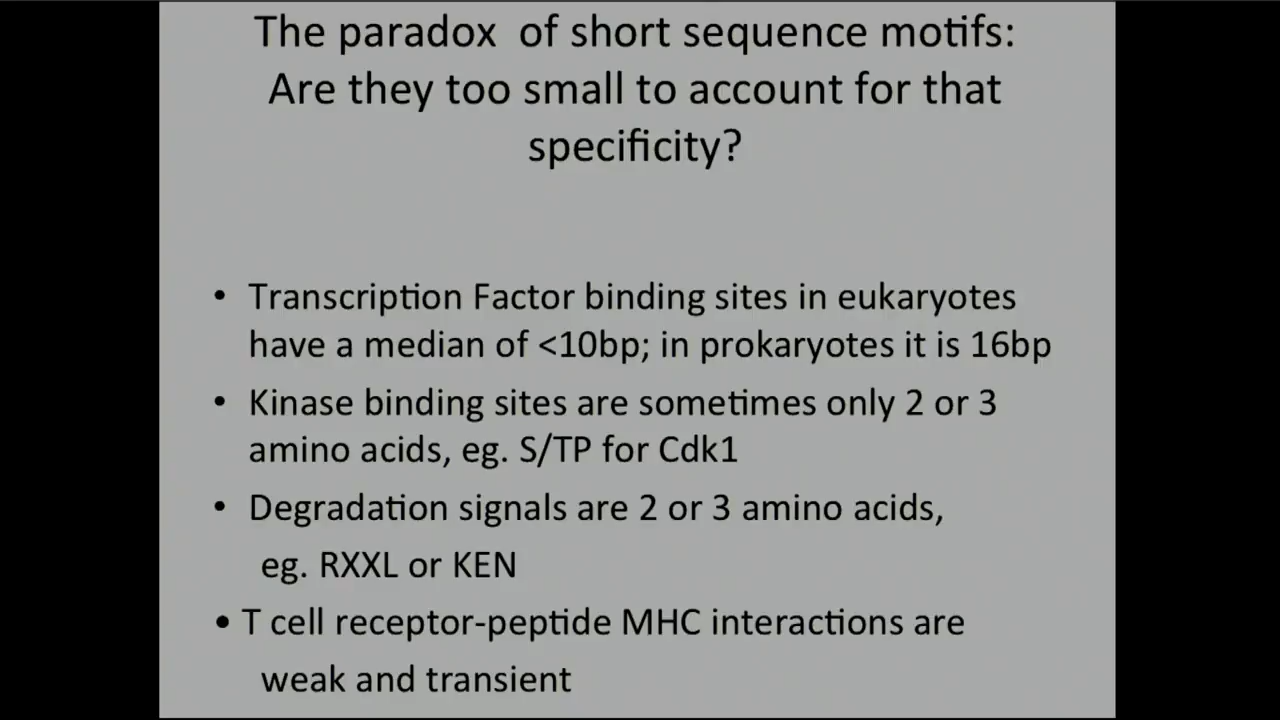 The paradox of short sequence motifs:
Are they too small to account for that
specificity?
• Transcription Factor binding sites in eukaryotes
have a median of <10bp; in prokaryotes it is 16bp
• Kinase binding sites are sometimes only 2 or 3
amino acids, eg. S/TP for Cdk1
• Degradation signals are 2 or 3 amino acids,
eg. RXXL or KEN
• T cell receptor-peptide MHC interactions are
weak and transient